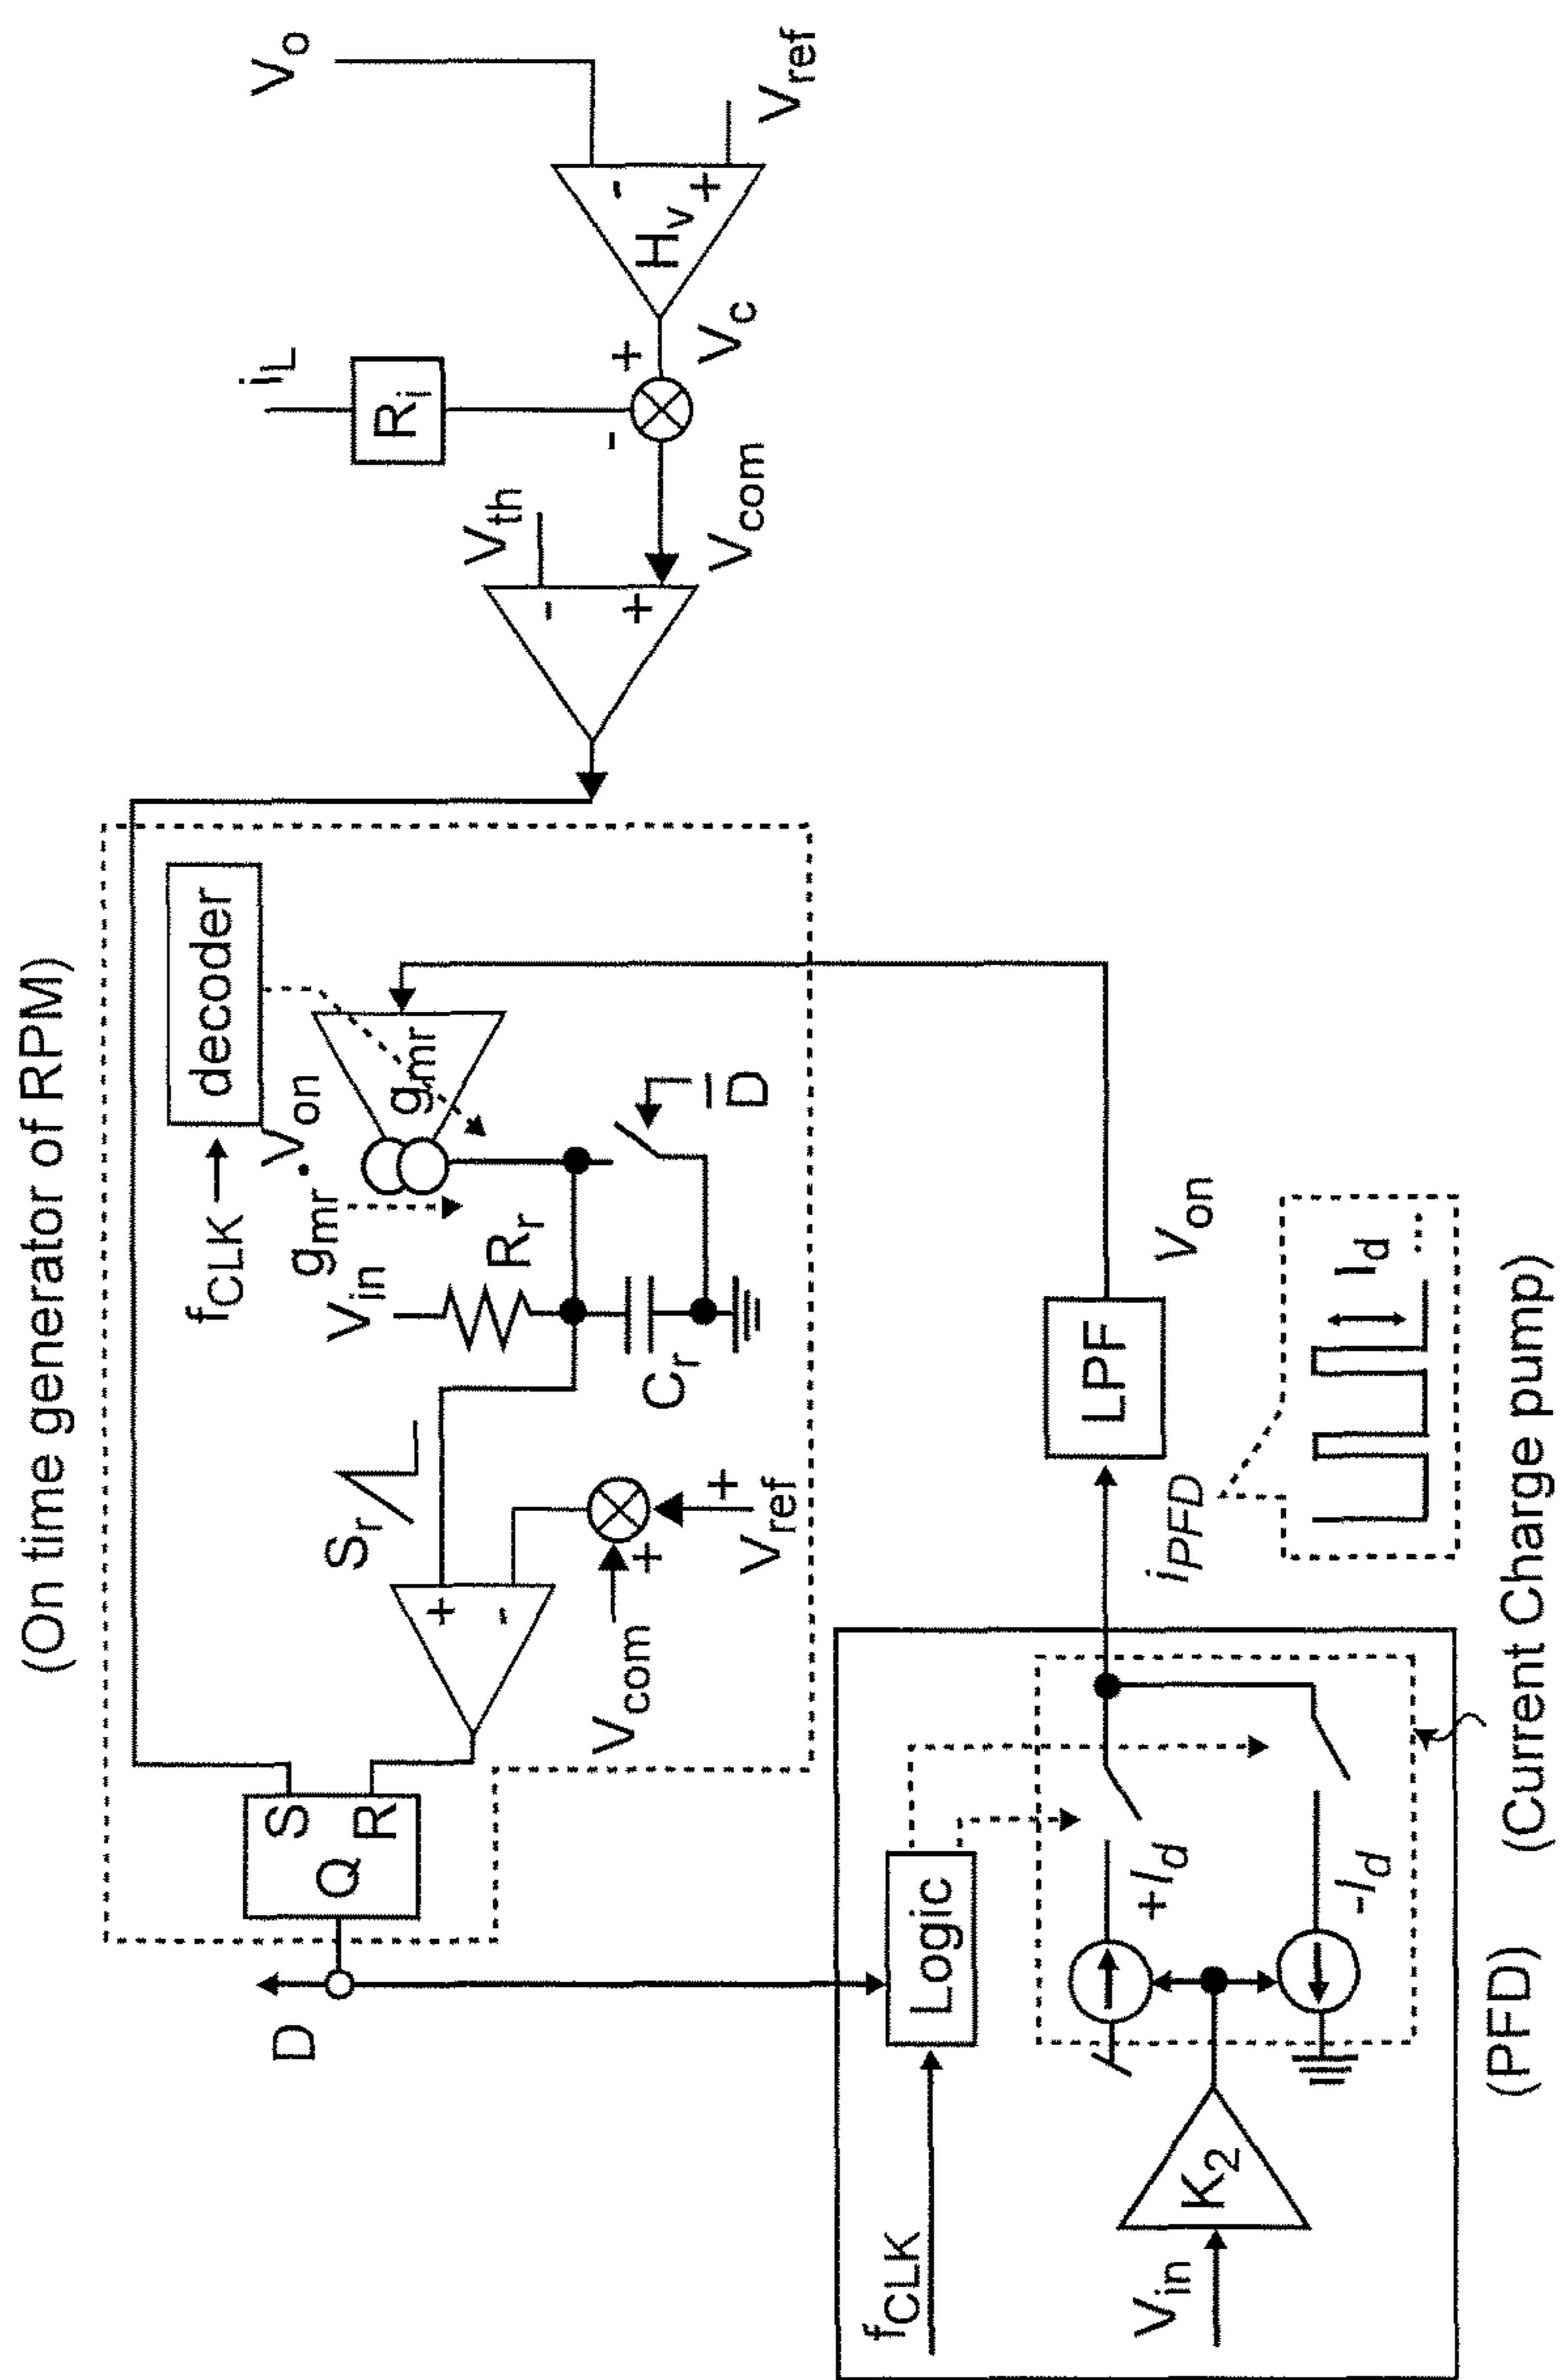 (On time generator of RPM)
D
Q
S
R
S_r
V_com
+
-
+
+
V_ref
V_in
R_r
C_r
f_CLK
decoder
g_mr · V_on
g_mr
D̅
V_th
-
+
V_com
i_L
R_i
-
+
V_c
H_v
-
+
V_o
V_ref
f_CLK
Logic
V_in
K_2
+I_d
-I_d
i_PFD
LPF
V_on
I_d
...
(PFD)
(Current Charge pump)